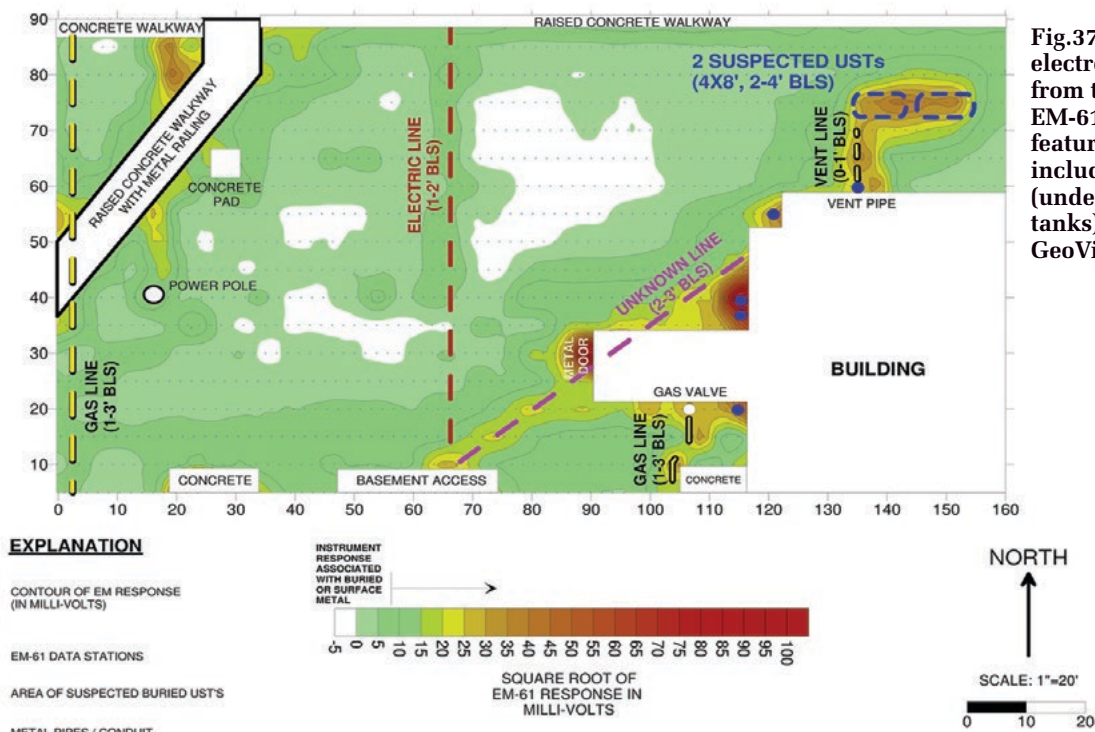 90
80
70
60
50
40
30
20
10
CONCRETE WALKWAY
RAISED CONCRETE WALKWAY
RAISED CONCRETE WALKWAY
WITH METAL RAILING
CONCRETE
PAD
POWER POLE
GAS LINE
(1-3' BLS)
ELECTRIC LINE
(1-2' BLS)
2 SUSPECTED USTs
(4X8', 2-4' BLS)
VENT LINE
(0-1' BLS)
VENT PIPE
UNKNOWN LINE
(2-3' BLS)
METAL
DOOR
BUILDING
GAS VALVE
GAS LINE
(1-3' BLS)
CONCRETE
BASEMENT ACCESS
CONCRETE
0 10 20 30 40 50 60 70 80 90 100 110 120 130 140 150 160
Fig.37
electro
from t
EM-61
featur
includ
(unde
tanks)
GeoVi
EXPLANATION
CONTOUR OF EM RESPONSE
(IN MILLI-VOLTS)
EM-61 DATA STATIONS
AREA OF SUSPECTED BURIED UST'S
METAL PIPES / CONDUIT
INSTRUMENT
RESPONSE
ASSOCIATED
WITH BURIED
OR SURFACE
METAL
-5 0 5 10 15 20 25 30 35 40 45 50 55 60 65 70 75 80 85 90 95 100
SQUARE ROOT OF
EM-61 RESPONSE IN
MILLI-VOLTS
NORTH
SCALE: 1"=20'
0 10 20